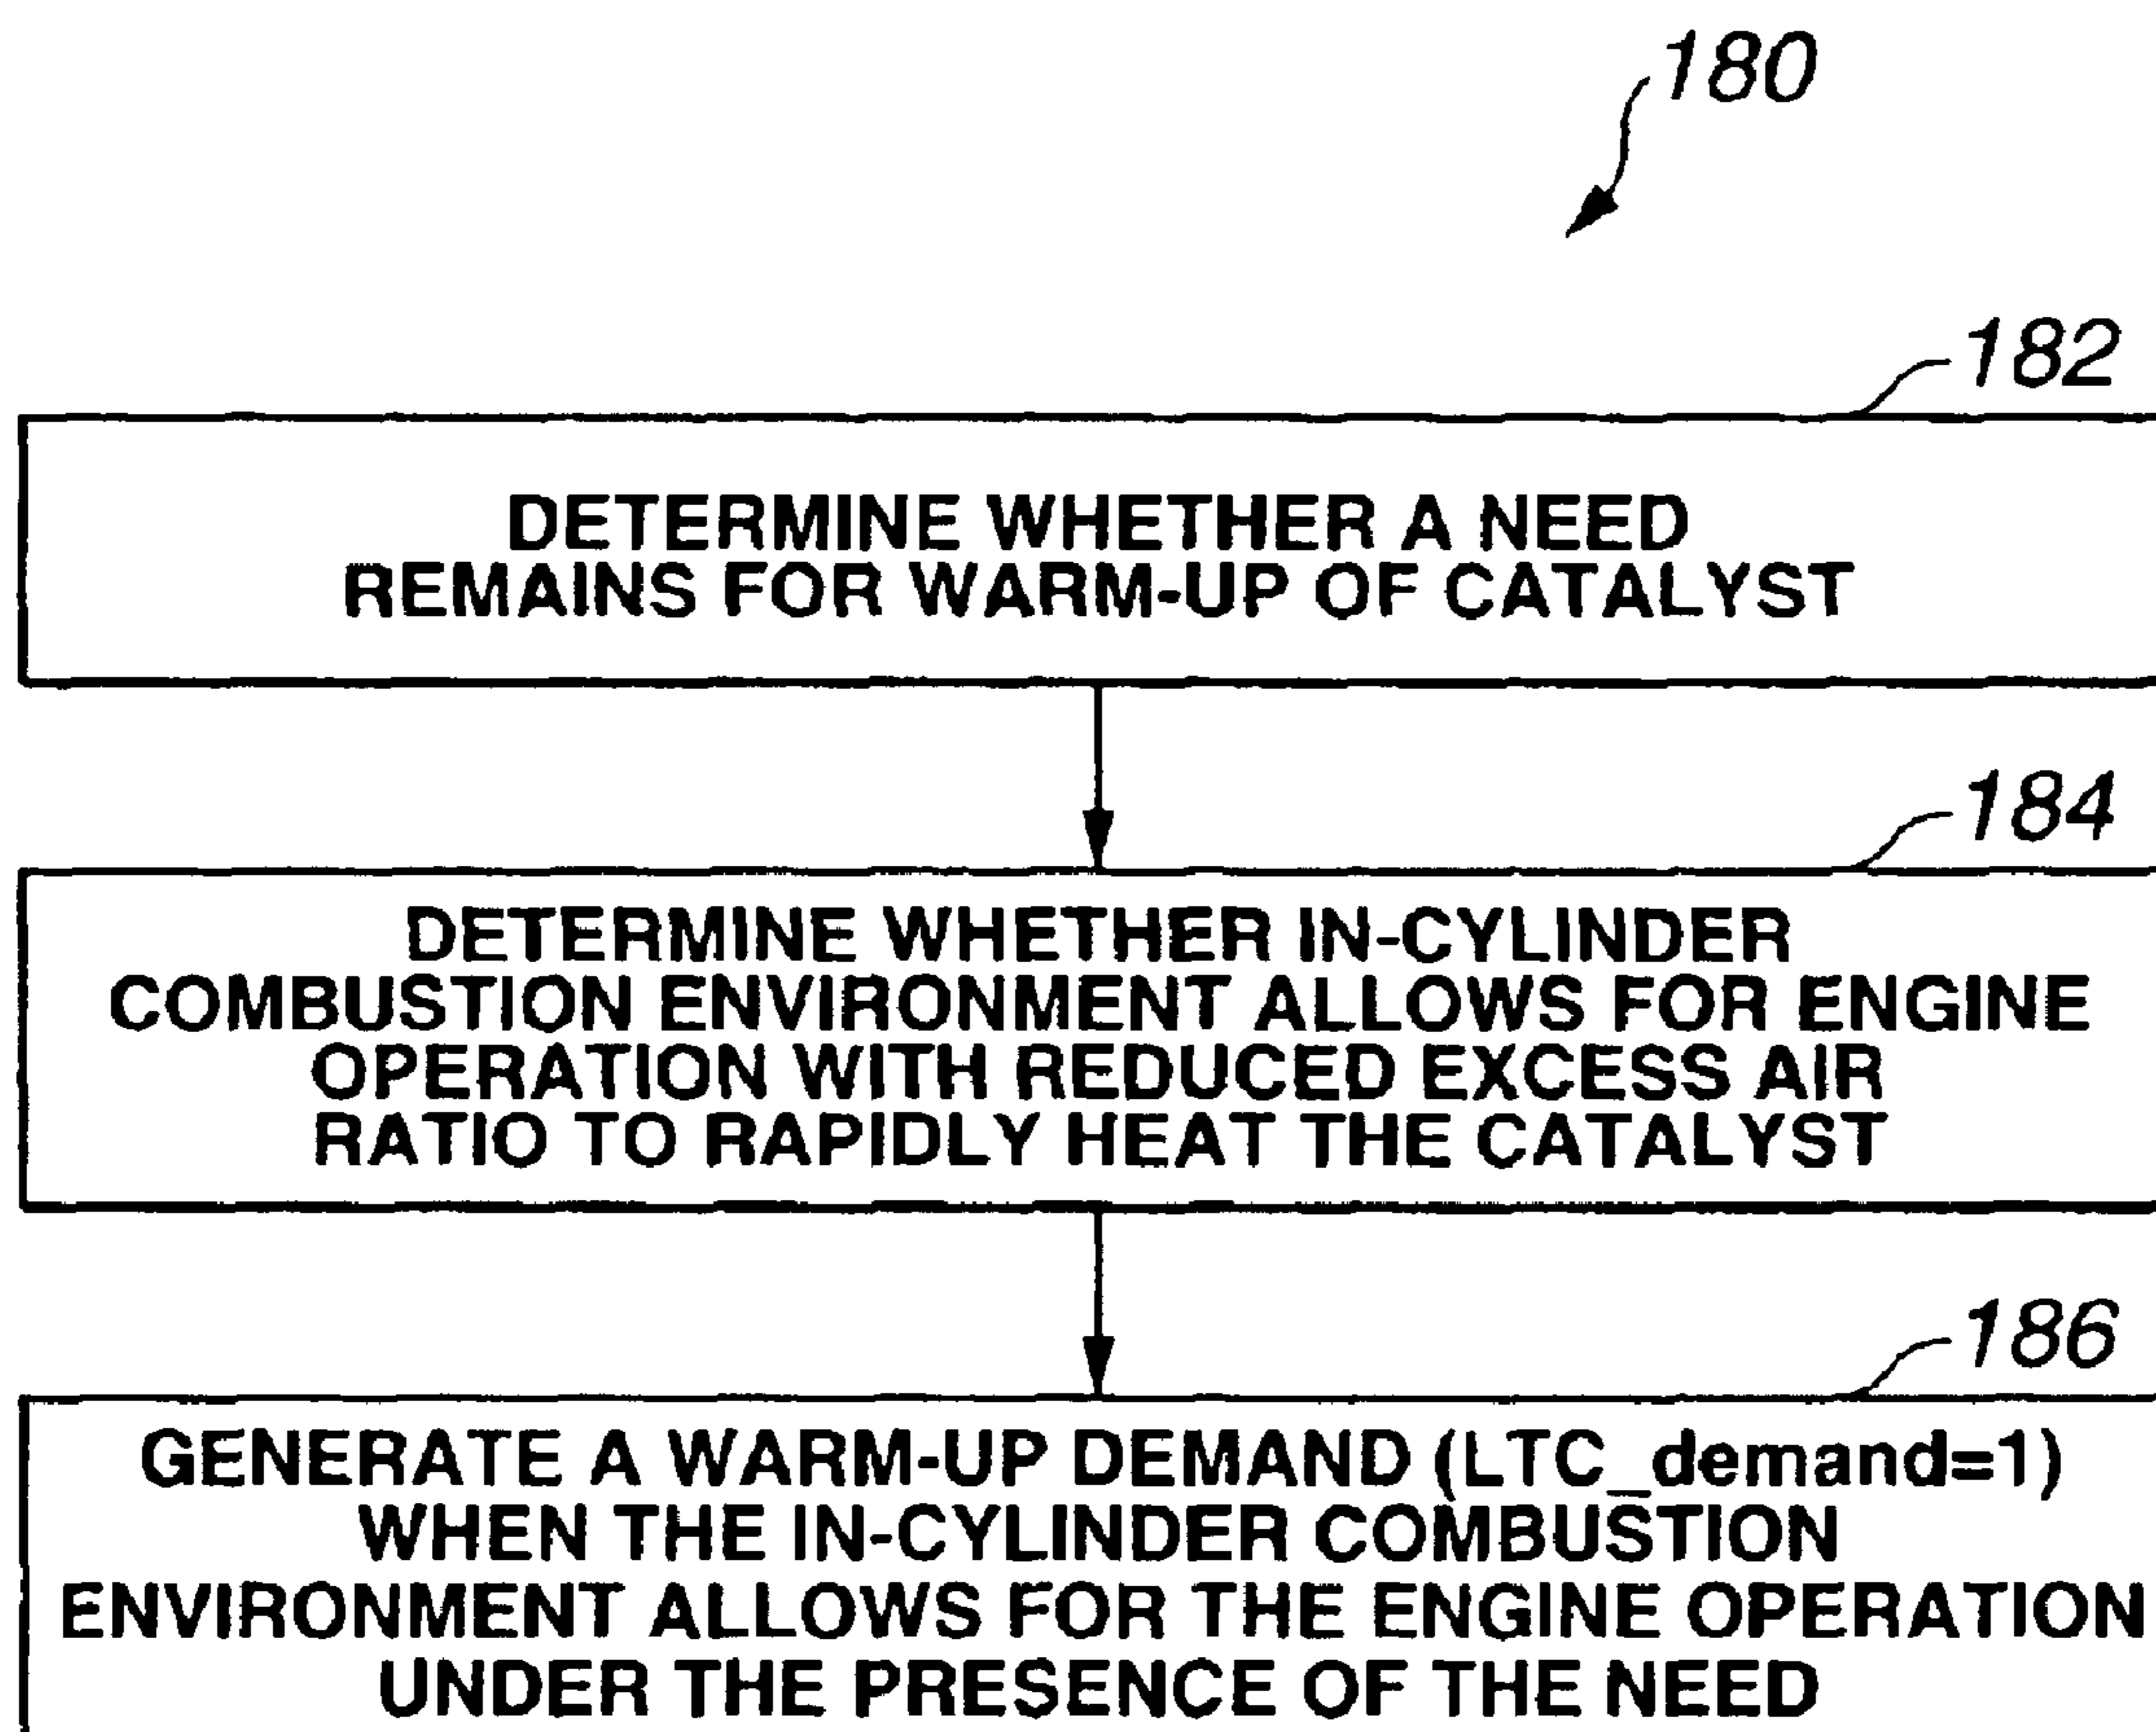 180
182
DETERMINE WHETHER A NEED
REMAINS FOR WARM-UP OF CATALYST
184
DETERMINE WHETHER IN-CYLINDER
COMBUSTION ENVIRONMENT ALLOWS FOR ENGINE
OPERATION WITH REDUCED EXCESS AIR
RATIO TO RAPIDLY HEAT THE CATALYST
186
GENERATE A WARM-UP DEMAND (LTC_demand=1)
WHEN THE IN-CYLINDER COMBUSTION
ENVIRONMENT ALLOWS FOR THE ENGINE OPERATION
UNDER THE PRESENCE OF THE NEED